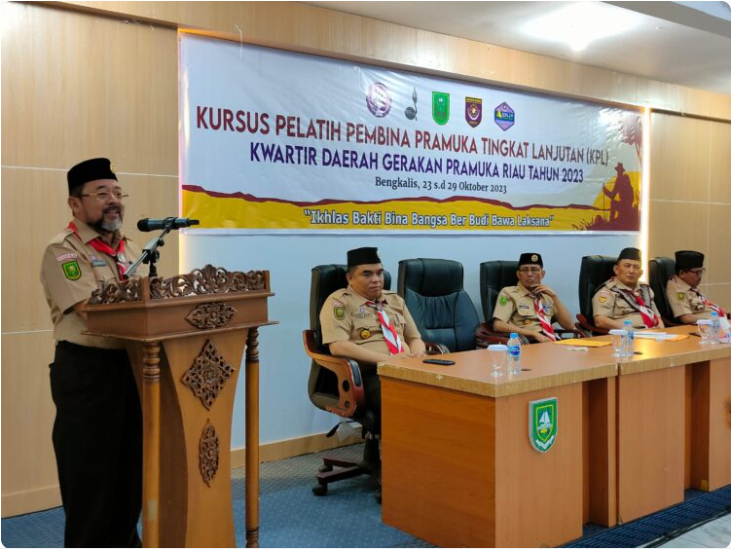 KURSUS PELATIH PEMBINA PRAMUKA TINGKAT LANJUTAN (KPL)
KWARTIR DAERAH GERAKAN PRAMUKA RIAU TAHUN 2023
Bengkalis, 23 s.d 29 Oktober 2023
"Ikhlas Bakti Bina Bangsa Ber Budi Bawa Laksana"